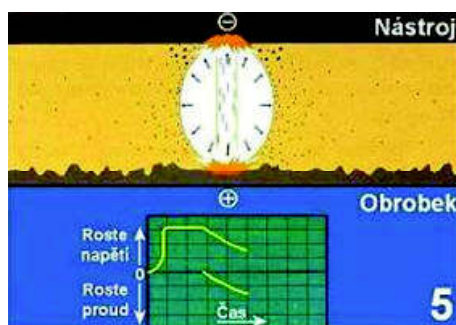 ⊖
Nástroj
⊕
Obrobek
Roste
napětí
0
Roste
proud
Čas
5